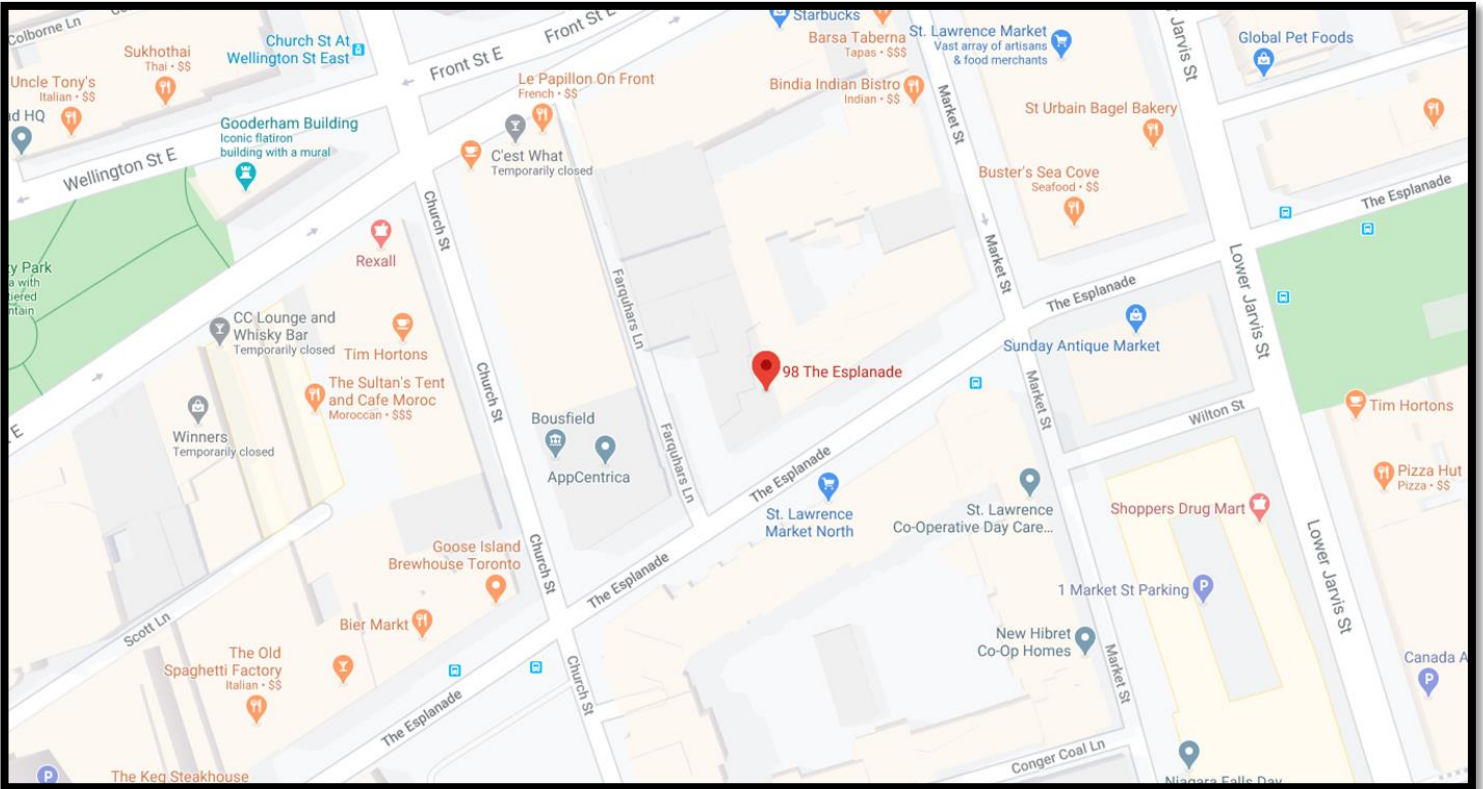 Colborne Ln
Sukhothai
Thai • $$
Church St At
Wellington St East
Front St E
Front St E
Starbucks
Barsa Taberna
Tapas • $$$
St. Lawrence Market
Vast array of artisans
& food merchants
Jarvis St
Global Pet Foods
Uncle Tony's
Italian • $$
HQ
Le Papillon On Front
French • $$
Bindia Indian Bistro
Indian • $$
Market St
St Urbain Bagel Bakery
Gooderham Building
Iconic flatiron
building with a mural
C'est What
Temporarily closed
Wellington St E
Buster's Sea Cove
Seafood • $$
The Esplanade
Church St
Rexall
Market St
Lower Jarvis St
Park
with
Farquhars Ln
The Esplanade
CC Lounge and
Whisky Bar
Temporarily closed
Tim Hortons
Sunday Antique Market
98 The Esplanade
The Sultan's Tent
and Cafe Moroc
Moroccan • $$$
Church St
Market St
Wilton St
Tim Hortons
Winners
Temporarily closed
E
Bousfield
AppCentrica
Farquhars Ln
The Esplanade
Pizza Hut
Pizza • $$
St. Lawrence
Market North
St. Lawrence
Co-Operative Day Care...
Shoppers Drug Mart
Goose Island
Brewhouse Toronto
Church St
The Esplanade
Lower Jarvis St
1 Market St Parking
P
Scott Ln
Bier Markt
New Hibret
Co-Op Homes
The Old
Spaghetti Factory
Italian • $$
Church St
Market St
Canada A
P
The Esplanade
Conger Coal Ln
P
The Keg Steakhouse
Niagara Falls Day